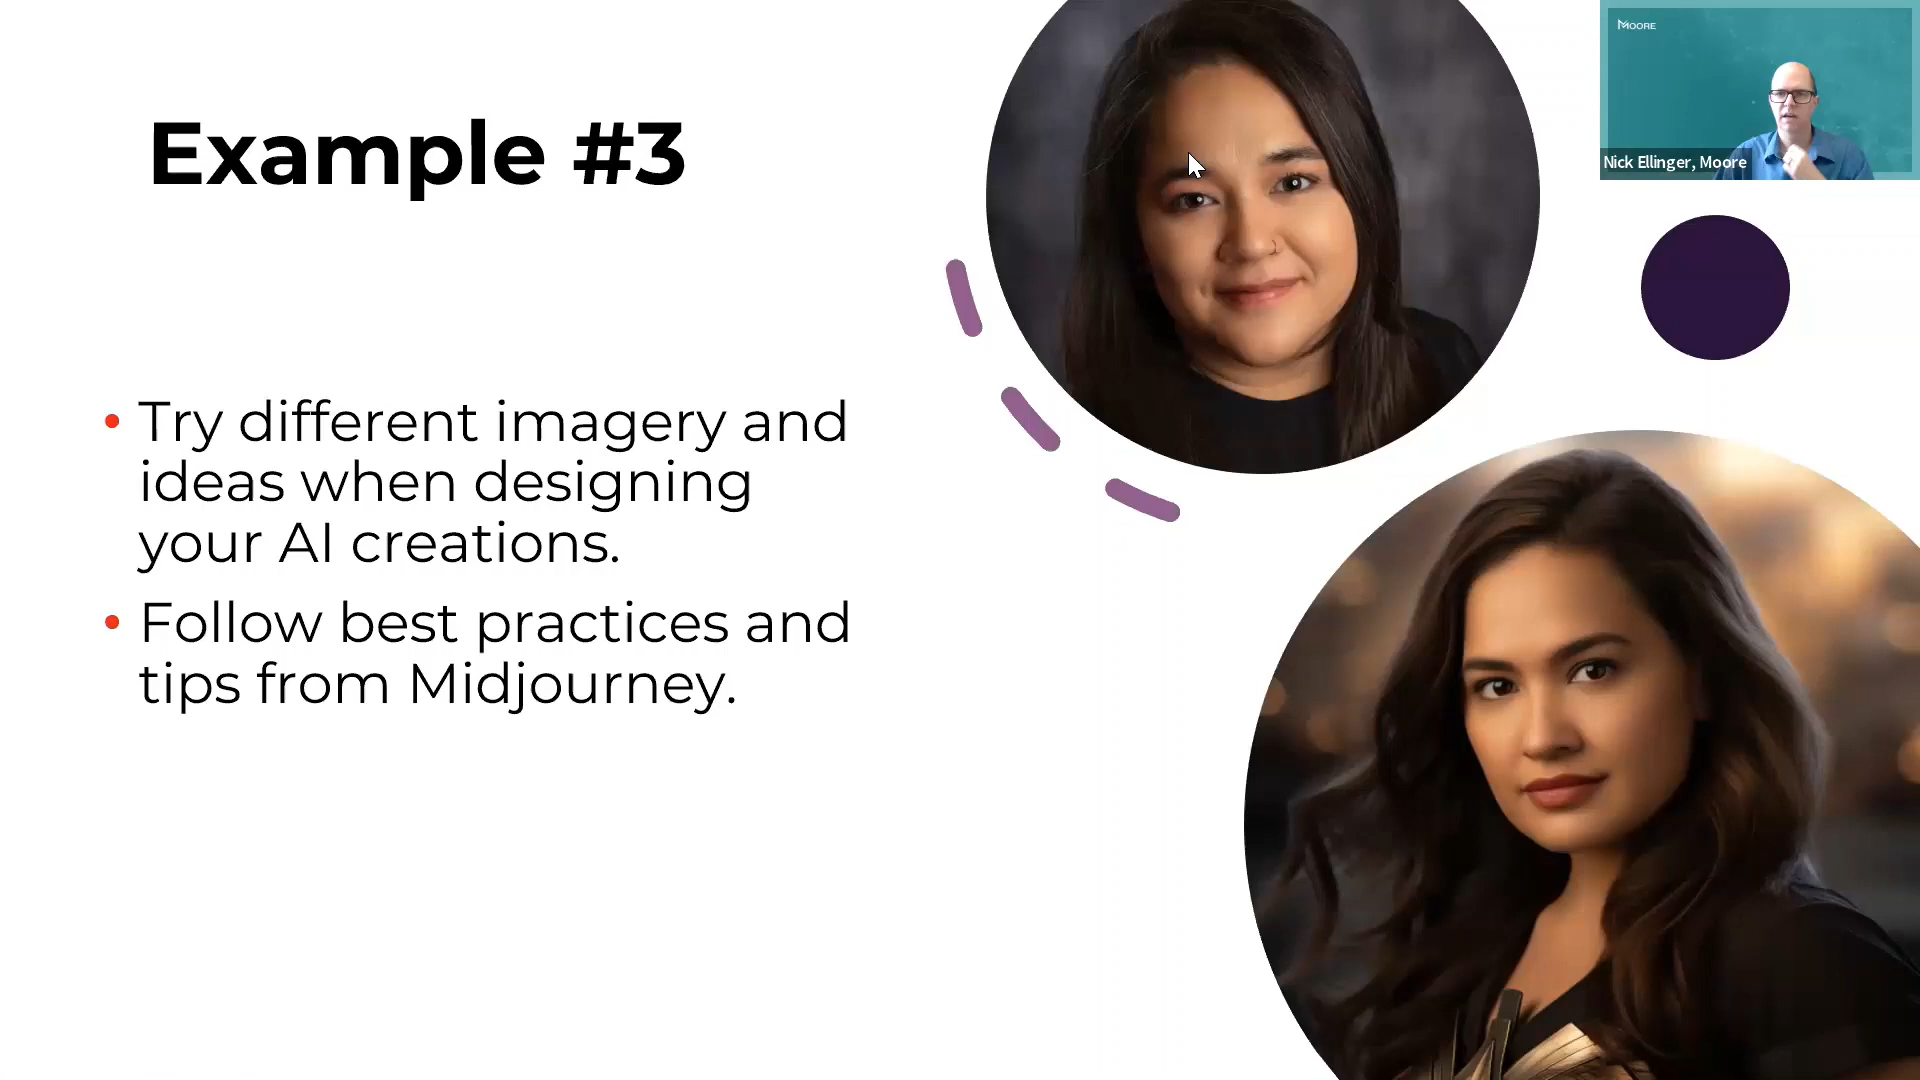 Example #3
• Try different imagery and
ideas when designing
your AI creations.
• Follow best practices and
tips from Midjourney.
MOORE
Nick Ellinger, Moore